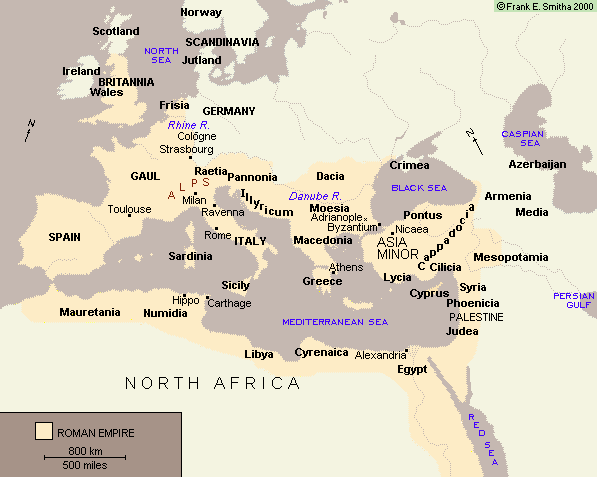 © Frank E. Smitha 2000
Norway
Scotland
SCANDINAVIA
NORTH
SEA
Jutland
Ireland
BRITANNIA
Wales
Frisia
GERMANY
Rhine R.
Cologne
Strasbourg
CASPIAN
SEA
N
N
Crimea
Azerbaijan
GAUL
Raetia
Pannonia
Dacia
ALPS
BLACK SEA
Milan
Illyricum
Danube R.
Armenia
Toulouse
Ravenna
Moesia
Pontus
Media
Adrianople
Byzantium
Nicaea
SPAIN
Rome
ITALY
Macedonia
ASIA
MINOR
Cappadocia
Sardinia
Mesopotamia
Athens
Cilicia
Lycia
Sicily
Greece
Syria
Cyprus
PERSIAN
GULF
Hippo
Carthage
Phoenicia
Mauretania
Numidia
MEDITERRANEAN SEA
PALESTINE
Judea
Libya
Cyrenaica
Alexandria
Egypt
NORTH AFRICA
RED SEA
ROMAN EMPIRE
800 km
500 miles